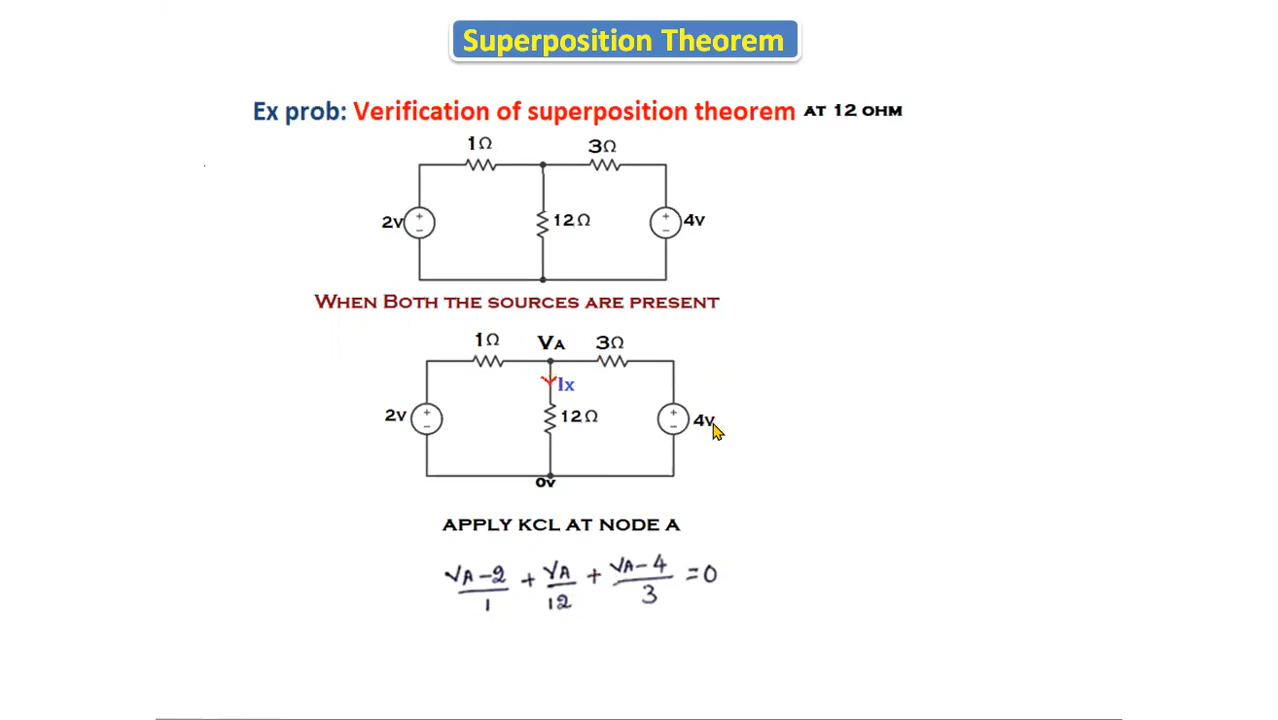 Superposition Theorem
Ex prob: Verification of superposition theorem AT 12 OHM
1Ω 3Ω
2v 12Ω 4v
WHEN BOTH THE SOURCES ARE PRESENT
1Ω VA 3Ω
Ix
2v 12Ω 4v
0v
APPLY KCL AT NODE A
VA-2/1 + VA/12 + VA-4/3 = 0